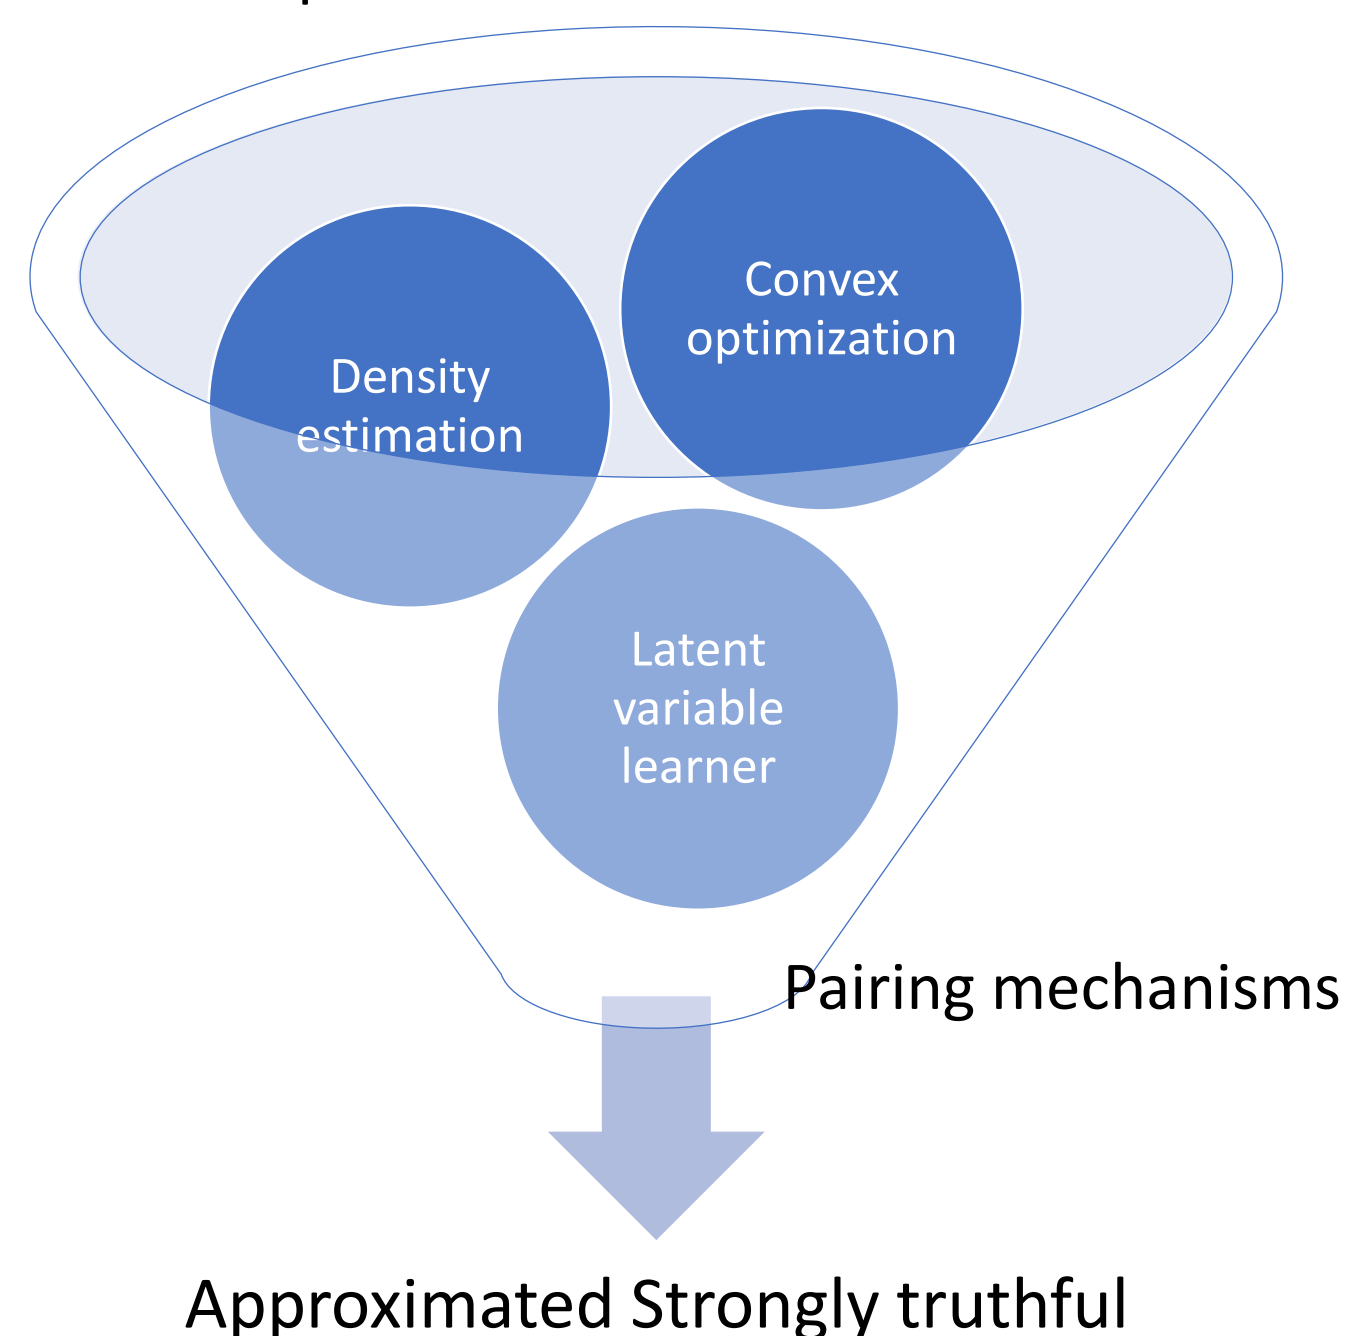 Convex
optimization
Density
estimation
Latent
variable
learner
Pairing mechanisms
Approximated Strongly truthful